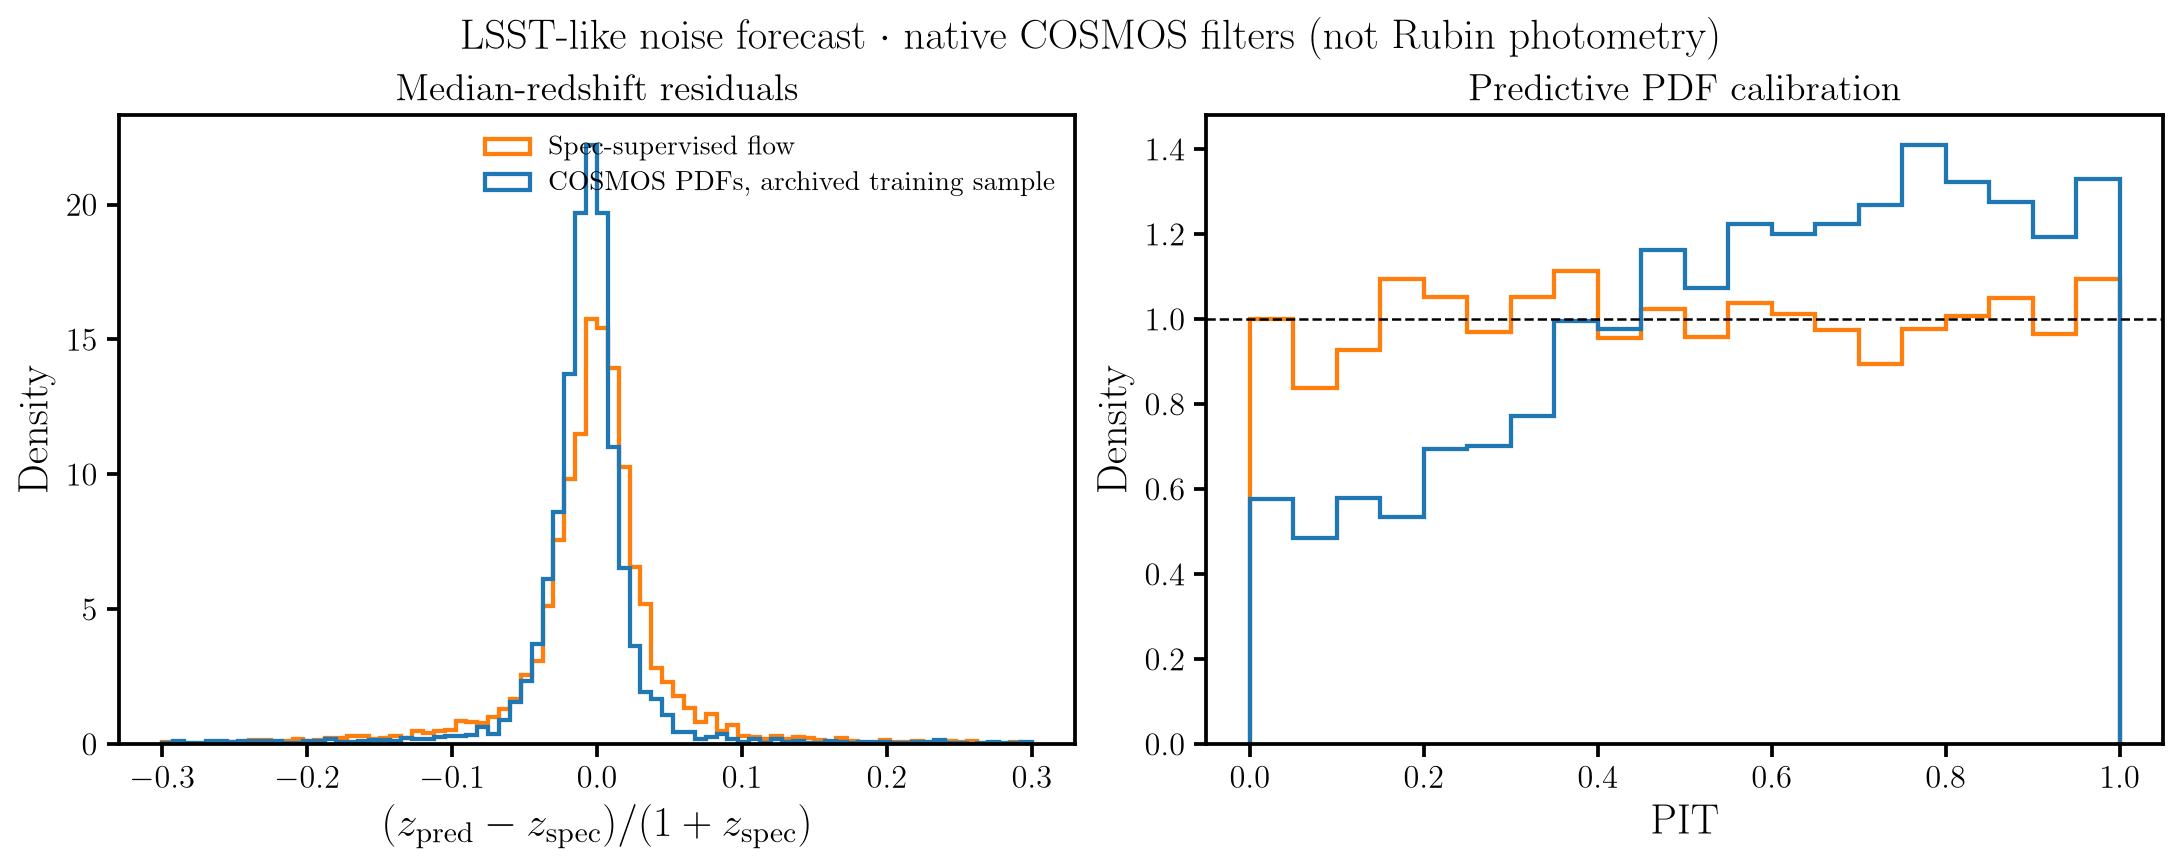 LSST-like noise forecast · native COSMOS filters (not Rubin photometry)
Median-redshift residuals
Spec-supervised flow
COSMOS PDFs, archived training sample
Density
20
15
10
5
0
−0.3 −0.2 −0.1 0.0 0.1 0.2 0.3
(z_pred − z_spec)/(1 + z_spec)
Predictive PDF calibration
Density
1.4
1.2
1.0
0.8
0.6
0.4
0.2
0.0
0.0 0.2 0.4 0.6 0.8 1.0
PIT